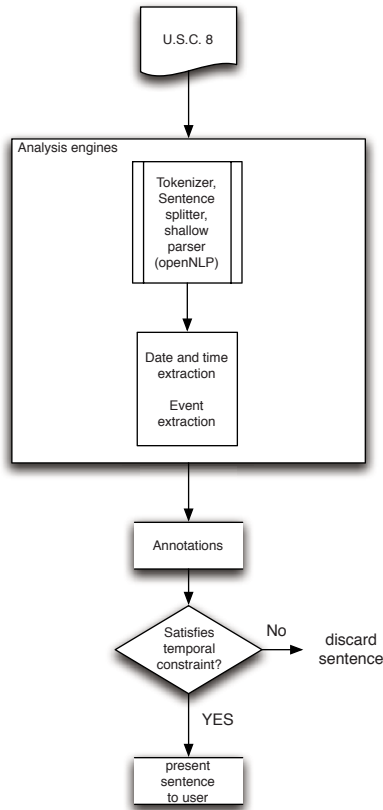 U.S.C. 8
Analysis engines
Tokenizer,
Sentence
splitter,
shallow
parser
(openNLP)
Date and time
extraction
Event
extraction
Annotations
Satisfies
temporal
constraint?
No
discard
sentence
YES
present
sentence
to user